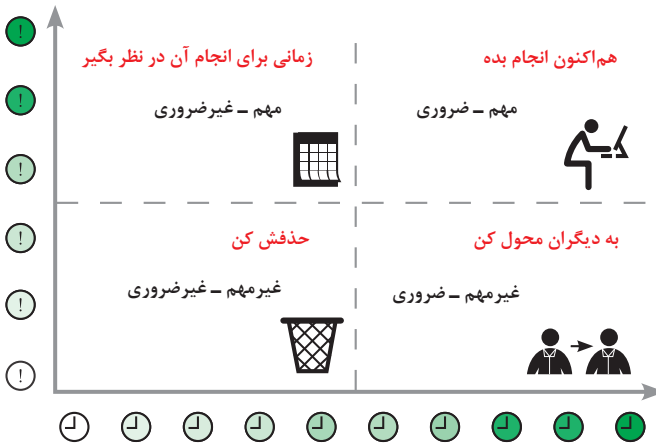 هم‌اکنون انجام بده
مهم ـ ضروری
زمانی برای انجام آن در نظر بگیر
مهم ـ غیرضروری
به دیگران محول کن
غیرمهم ـ ضروری
حذفش کن
غیرمهم ـ غیرضروری
!
!
!
!
!
!